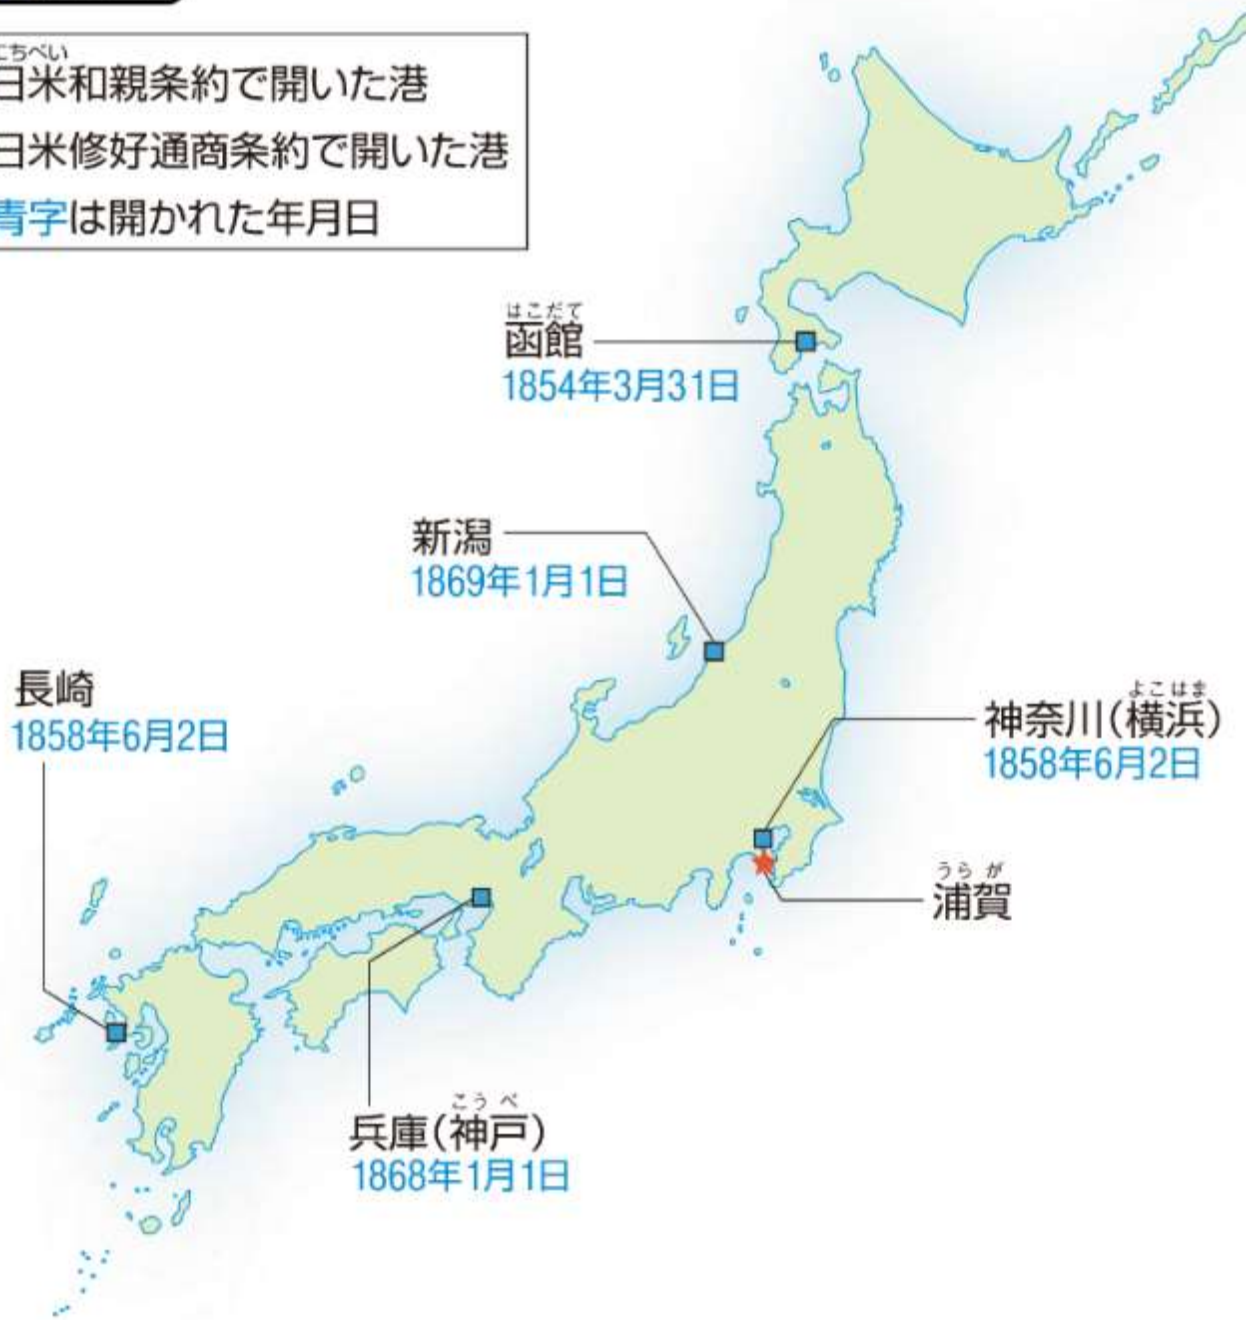 にちべい
日米和親条約で開いた港
日米修好通商条約で開いた港
青字は開かれた年月日
はこだて
函館
1854年3月31日
新潟
1869年1月1日
長崎
1858年6月2日
よこはま
神奈川(横浜)
1858年6月2日
うらが
浦賀
こうべ
兵庫(神戸)
1868年1月1日